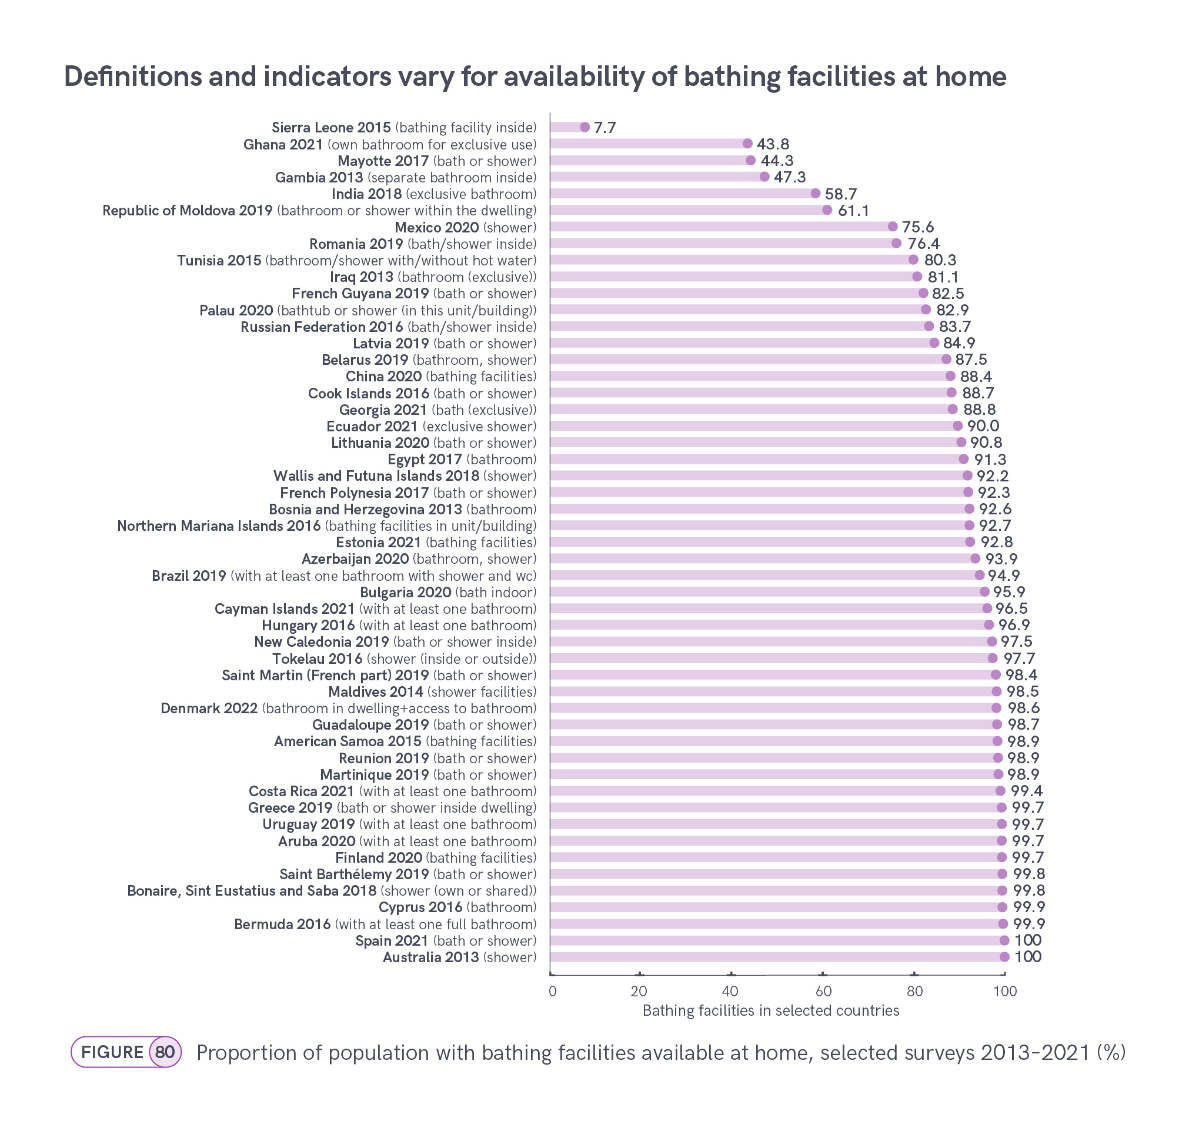 Definitions and indicators vary for availability of bathing facilities at home
Sierra Leone 2015 (bathing facility inside) 7.7
Ghana 2021 (own bathroom for exclusive use) 43.8
Mayotte 2017 (bath or shower) 44.3
Gambia 2013 (separate bathroom inside) 47.3
India 2018 (exclusive bathroom) 58.7
Republic of Moldova 2019 (bathroom or shower within the dwelling) 61.1
Mexico 2020 (shower) 75.6
Romania 2019 (bath/shower inside) 76.4
Tunisia 2015 (bathroom/shower with/without hot water) 80.3
Iraq 2013 (bathroom (exclusive)) 81.1
French Guyana 2019 (bath or shower) 82.5
Palau 2020 (bathtub or shower (in this unit/building)) 82.9
Russian Federation 2016 (bath/shower inside) 83.7
Latvia 2019 (bath or shower) 84.9
Belarus 2019 (bathroom, shower) 87.5
China 2020 (bathing facilities) 88.4
Cook Islands 2016 (bath or shower) 88.7
Georgia 2021 (bath (exclusive)) 88.8
Ecuador 2021 (exclusive shower) 90.0
Lithuania 2020 (bath or shower) 90.8
Egypt 2017 (bathroom) 91.3
Wallis and Futuna Islands 2018 (shower) 92.2
French Polynesia 2017 (bath or shower) 92.3
Bosnia and Herzegovina 2013 (bathroom) 92.6
Northern Mariana Islands 2016 (bathing facilities in unit/building) 92.7
Estonia 2021 (bathing facilities) 92.8
Azerbaijan 2020 (bathroom, shower) 93.9
Brazil 2019 (with at least one bathroom with shower and wc) 94.9
Bulgaria 2020 (bath indoor) 95.9
Cayman Islands 2021 (with at least one bathroom) 96.5
Hungary 2016 (with at least one bathroom) 96.9
New Caledonia 2019 (bath or shower inside) 97.5
Tokelau 2016 (shower (inside or outside)) 97.7
Saint Martin (French part) 2019 (bath or shower) 98.4
Maldives 2014 (shower facilities) 98.5
Denmark 2022 (bathroom in dwelling+access to bathroom) 98.6
Guadaloupe 2019 (bath or shower) 98.7
American Samoa 2015 (bathing facilities) 98.9
Reunion 2019 (bath or shower) 98.9
Martinique 2019 (bath or shower) 98.9
Costa Rica 2021 (with at least one bathroom) 99.4
Greece 2019 (bath or shower inside dwelling) 99.7
Uruguay 2019 (with at least one bathroom) 99.7
Aruba 2020 (with at least one bathroom) 99.7
Finland 2020 (bathing facilities) 99.7
Saint Barthélemy 2019 (bath or shower) 99.8
Bonaire, Sint Eustatius and Saba 2018 (shower (own or shared)) 99.8
Cyprus 2016 (bathroom) 99.9
Bermuda 2016 (with at least one full bathroom) 99.9
Spain 2021 (bath or shower) 100
Australia 2013 (shower) 100
0 20 40 60 80 100
Bathing facilities in selected countries
FIGURE 80 Proportion of population with bathing facilities available at home, selected surveys 2013–2021 (%)